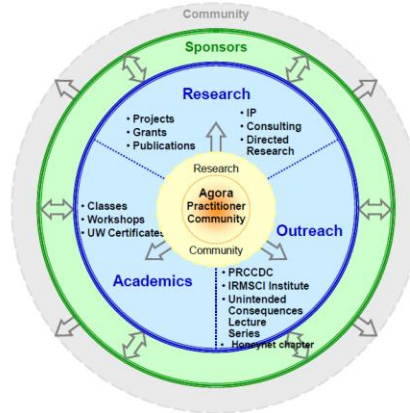 Community
Sponsors
Research
• Projects
• Grants
• Publications
• IP
• Consulting
• Directed
Research
Research
Agora
Practitioner
Community
Community
• Classes
• Workshops
• UW Certificates
Outreach
Academics
• PRCCDC
• IRMSCI Institute
• Unintended
Consequences
Lecture
Series
• Honeynet chapter